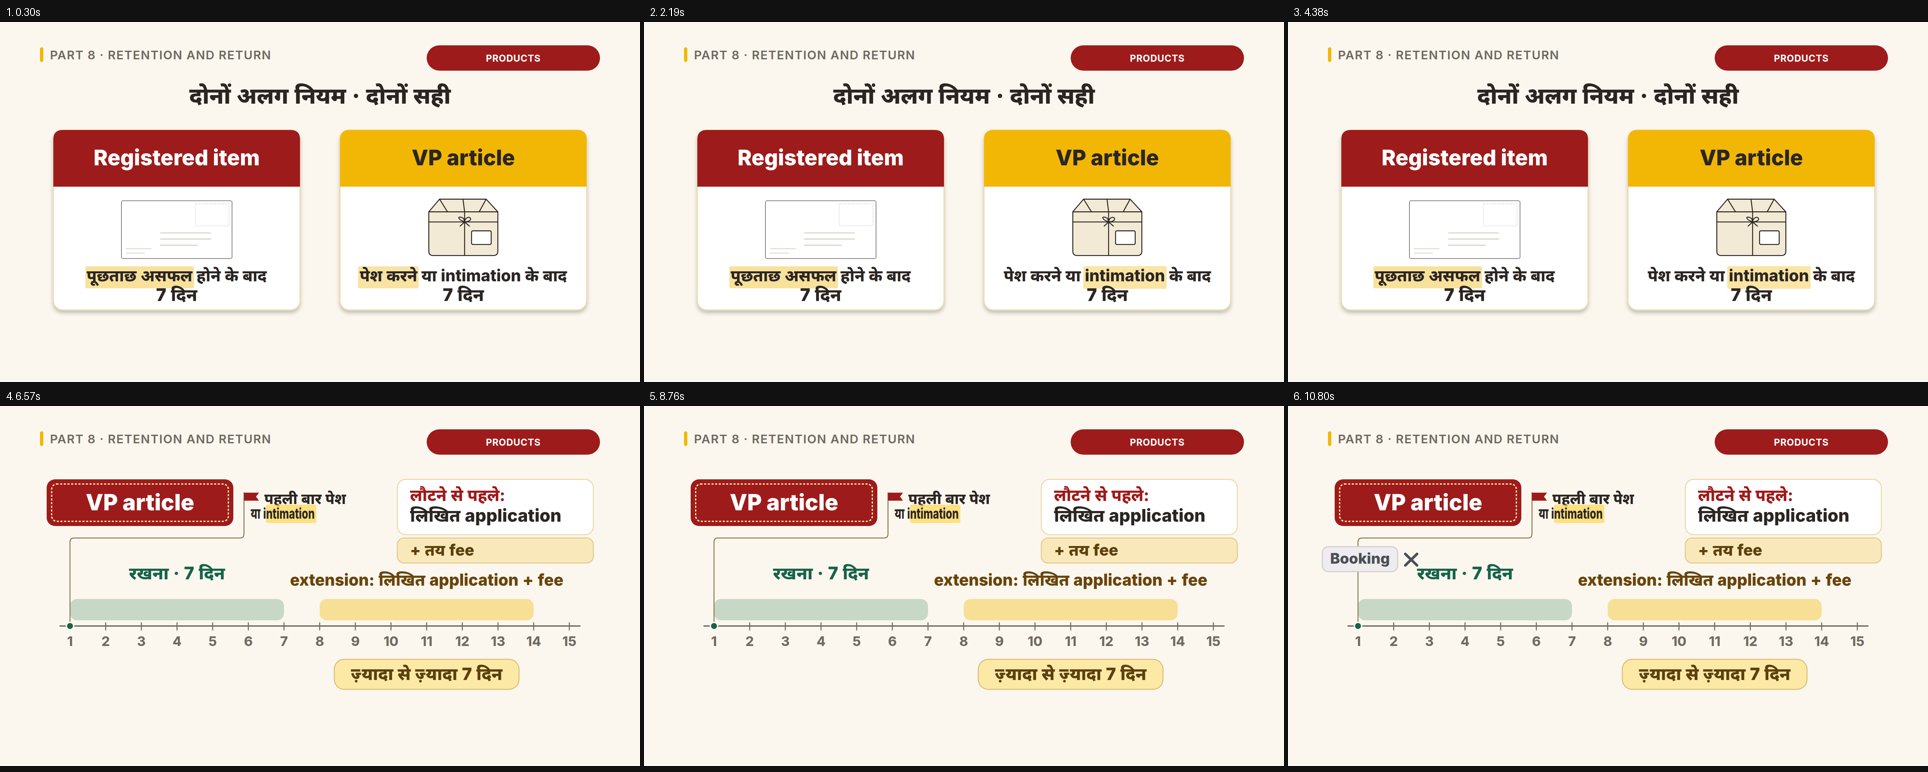 1. 0.30s
PART 8 · RETENTION AND RETURN
PRODUCTS
दोनों अलग नियम · दोनों सही
Registered item
VP article
पूछताछ असफल होने के बाद
7 दिन
पेश करने या intimation के बाद
7 दिन
2. 2.19s
PART 8 · RETENTION AND RETURN
PRODUCTS
दोनों अलग नियम · दोनों सही
Registered item
VP article
पूछताछ असफल होने के बाद
7 दिन
पेश करने या intimation के बाद
7 दिन
3. 4.38s
PART 8 · RETENTION AND RETURN
PRODUCTS
दोनों अलग नियम · दोनों सही
Registered item
VP article
पूछताछ असफल होने के बाद
7 दिन
पेश करने या intimation के बाद
7 दिन
4. 6.57s
PART 8 · RETENTION AND RETURN
PRODUCTS
VP article
पहली बार पेश
या intimation
लौटने से पहले:
लिखित application
+ तय fee
रखना · 7 दिन
extension: लिखित application + fee
1 2 3 4 5 6 7 8 9 10 11 12 13 14 15
ज़्यादा से ज़्यादा 7 दिन
5. 8.76s
PART 8 · RETENTION AND RETURN
PRODUCTS
VP article
पहली बार पेश
या intimation
लौटने से पहले:
लिखित application
+ तय fee
रखना · 7 दिन
extension: लिखित application + fee
1 2 3 4 5 6 7 8 9 10 11 12 13 14 15
ज़्यादा से ज़्यादा 7 दिन
6. 10.80s
PART 8 · RETENTION AND RETURN
PRODUCTS
VP article
पहली बार पेश
या intimation
लौटने से पहले:
लिखित application
+ तय fee
Booking
रखना · 7 दिन
extension: लिखित application + fee
1 2 3 4 5 6 7 8 9 10 11 12 13 14 15
ज़्यादा से ज़्यादा 7 दिन